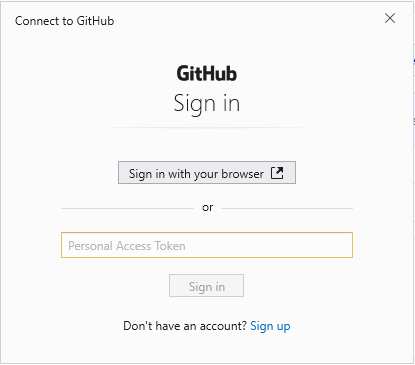 Connect to GitHub
GitHub
Sign in
Sign in with your browser
or
Personal Access Token
Sign in
Don't have an account? Sign up